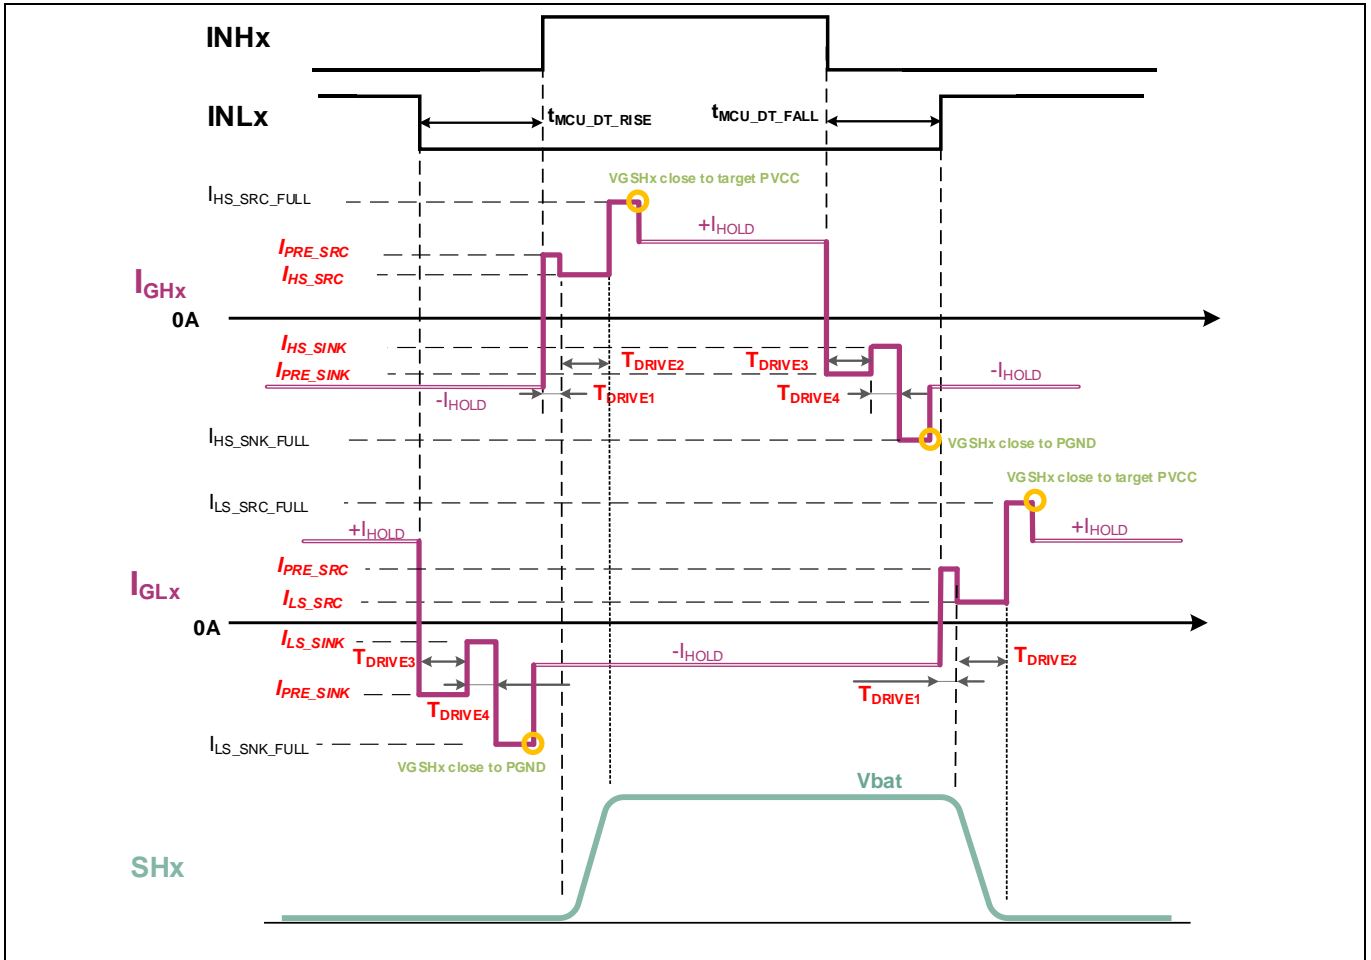 INHx
INLx
tMCU_DT_RISE
tMCU_DT_FALL
VGSHx close to target PVCC
IHS_SRC_FULL
+IHOLD
IPRE_SRC
IHS_SRC
IGHx
0A
IHS_SINK
IPRE_SINK
TDRIVE2
TDRIVE3
-IHOLD
-IHOLD
TDRIVE1
TDRIVE4
IHS_SNK_FULL
VGSHx close to PGND
VGSHx close to target PVCC
ILS_SRC_FULL
+IHOLD
+IHOLD
IPRE_SRC
IGLx
ILS_SRC
0A
ILS_SINK
TDRIVE3
-IHOLD
TDRIVE2
IPRE_SINK
TDRIVE1
TDRIVE4
ILS_SNK_FULL
VGSHx close to PGND
Vbat
SHx